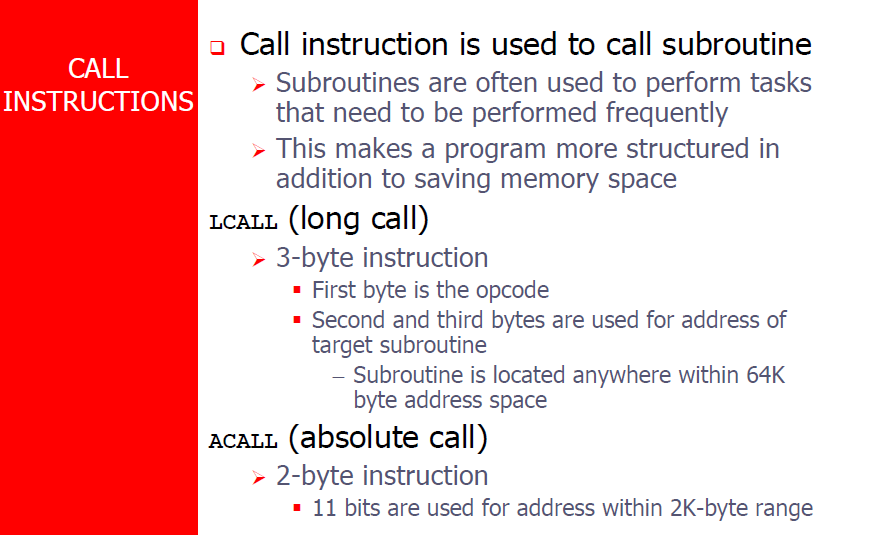 CALL
INSTRUCTIONS
Call instruction is used to call subroutine
Subroutines are often used to perform tasks
that need to be performed frequently
This makes a program more structured in
addition to saving memory space
LCALL (long call)
3-byte instruction
First byte is the opcode
Second and third bytes are used for address of
target subroutine
– Subroutine is located anywhere within 64K
byte address space
ACALL (absolute call)
2-byte instruction
11 bits are used for address within 2K-byte range